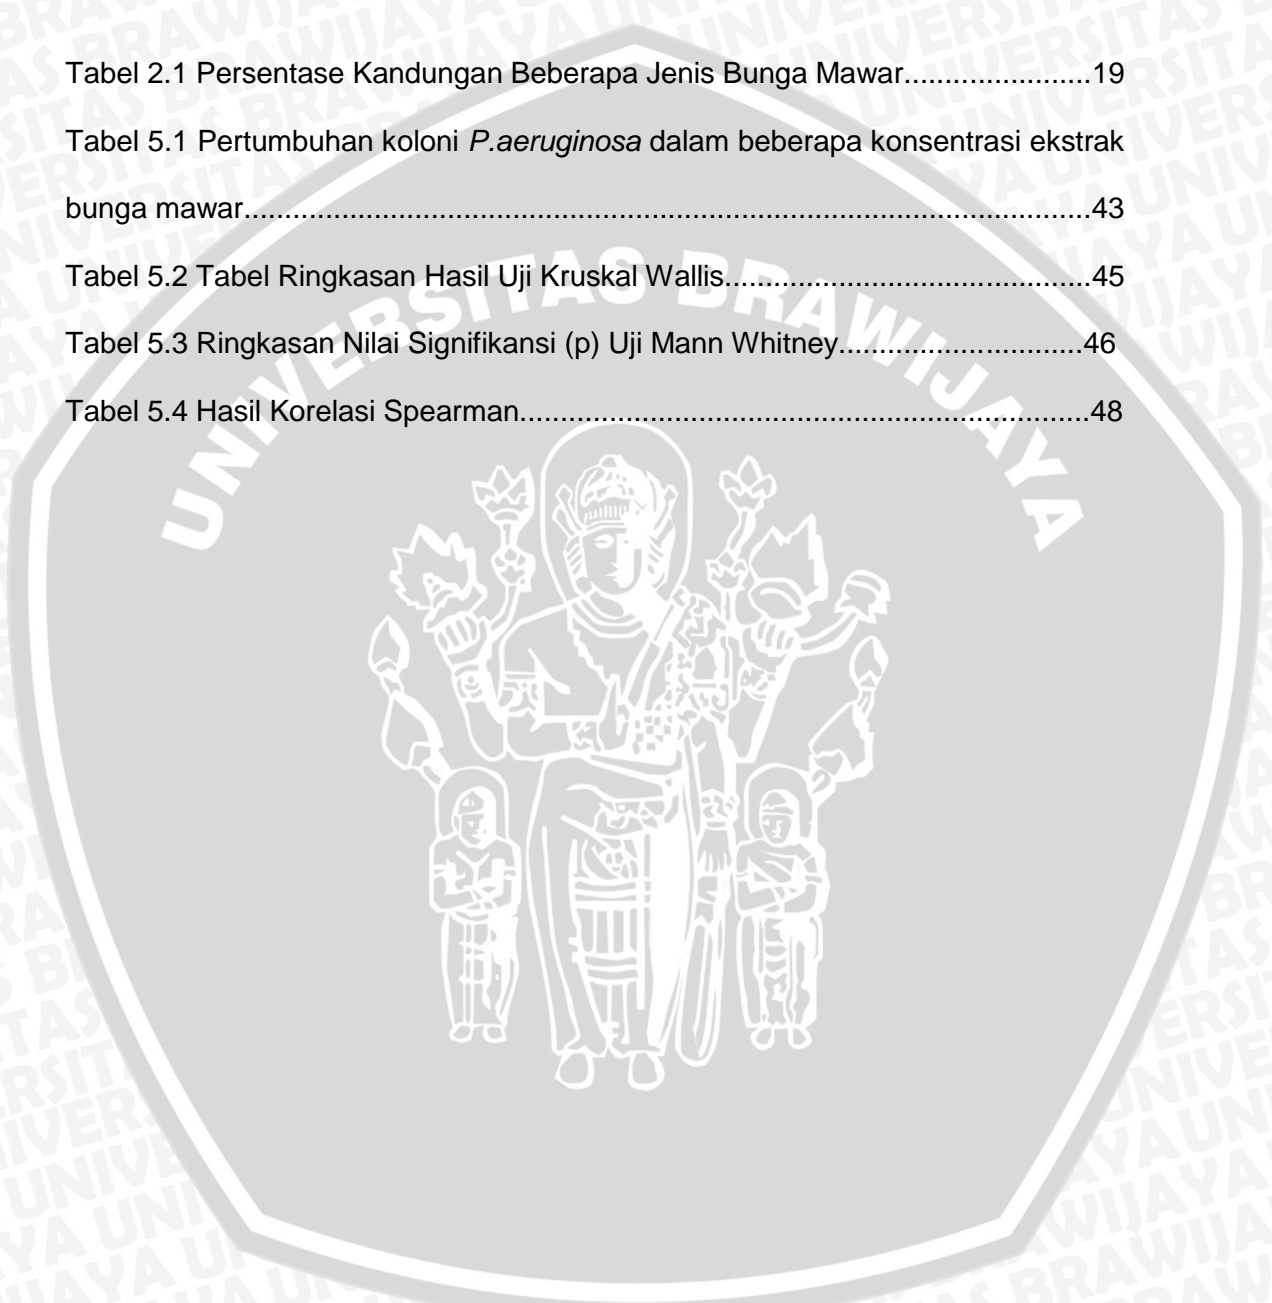 Tabel 2.1 Persentase Kandungan Beberapa Jenis Bunga Mawar.......................19
Tabel 5.1 Pertumbuhan koloni P.aeruginosa dalam beberapa konsentrasi ekstrak
bunga mawar........................................................................................................43
Tabel 5.2 Tabel Ringkasan Hasil Uji Kruskal Wallis.............................................45
Tabel 5.3 Ringkasan Nilai Signifikansi (p) Uji Mann Whitney..............................46
Tabel 5.4 Hasil Korelasi Spearman......................................................................48
UNIVERSITAS BRAWIJAYA